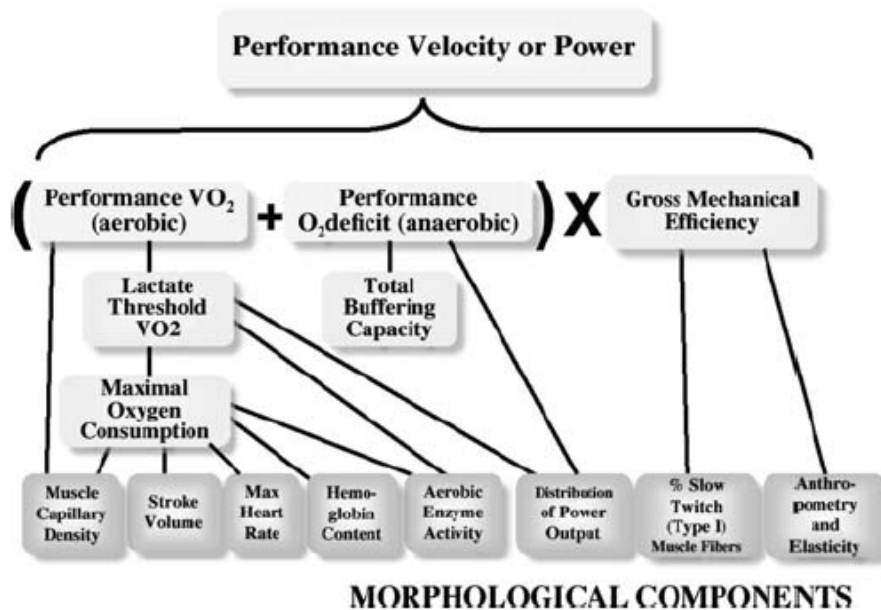 Performance Velocity or Power
(
Performance VO₂
(aerobic)
+
Performance
O₂deficit (anaerobic)
)
X
Gross Mechanical
Efficiency
Lactate
Threshold
VO2
Total
Buffering
Capacity
Maximal
Oxygen
Consumption
Muscle
Capillary
Density
Stroke
Volume
Max
Heart
Rate
Hemo-
globin
Content
Aerobic
Enzyme
Activity
Distribution
of Power
Output
% Slow
Twitch
(Type I)
Muscle Fibers
Anthro-
pometry
and
Elasticity
MORPHOLOGICAL COMPONENTS